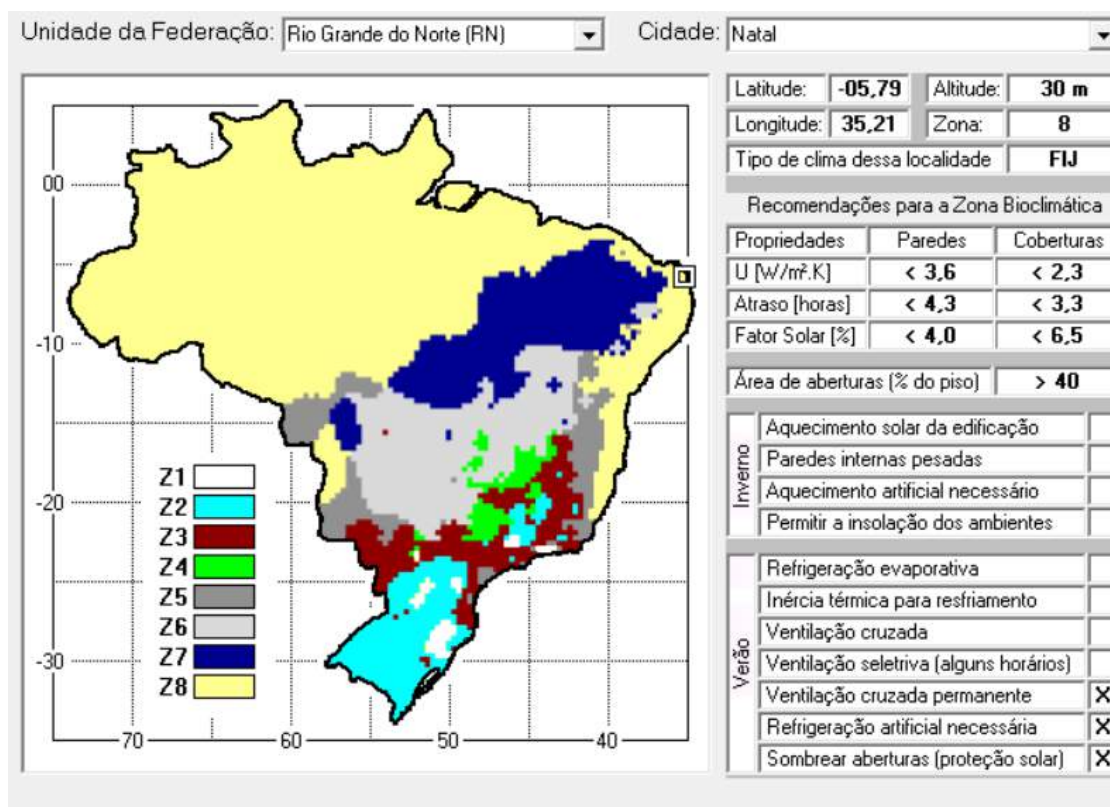 Unidade da Federação: Rio Grande do Norte (RN) Cidade: Natal
Latitude: -05,79 Altitude: 30 m
Longitude: 35,21 Zona: 8
Tipo de clima dessa localidade FIJ
Recomendações para a Zona Bioclimática
Propriedades Paredes Coberturas
U [W/m².K] < 3,6 < 2,3
Atraso [horas] < 4,3 < 3,3
Fator Solar [%] < 4,0 < 6,5
Área de aberturas (% do piso) > 40
Inverno
Aquecimento solar da edificação
Paredes internas pesadas
Aquecimento artificial necessário
Permitir a insolação dos ambientes
Verão
Refrigeração evaporativa
Inércia térmica para resfriamento
Ventilação cruzada
Ventilação seletriva (alguns horários)
Ventilação cruzada permanente X
Refrigeração artificial necessária X
Sombrear aberturas (proteção solar) X
00
-10
-20
-30
70 60 50 40
Z1
Z2
Z3
Z4
Z5
Z6
Z7
Z8